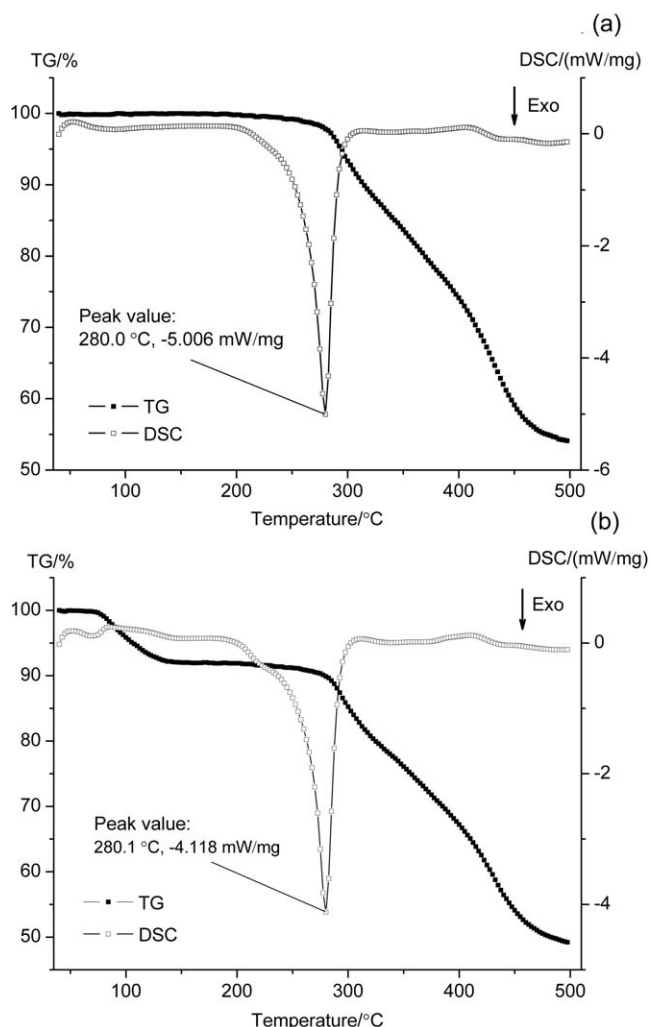 (a)
TG/%
DSC/(mW/mg)
100
90
80
70
60
50
0
-2
-4
-6
Exo
Peak value:
280.0 °C, -5.006 mW/mg
TG
DSC
100 200 300 400 500
Temperature/°C
(b)
TG/%
DSC/(mW/mg)
100
90
80
70
60
50
0
-2
-4
Exo
Peak value:
280.1 °C, -4.118 mW/mg
TG
DSC
100 200 300 400 500
Temperature/°C